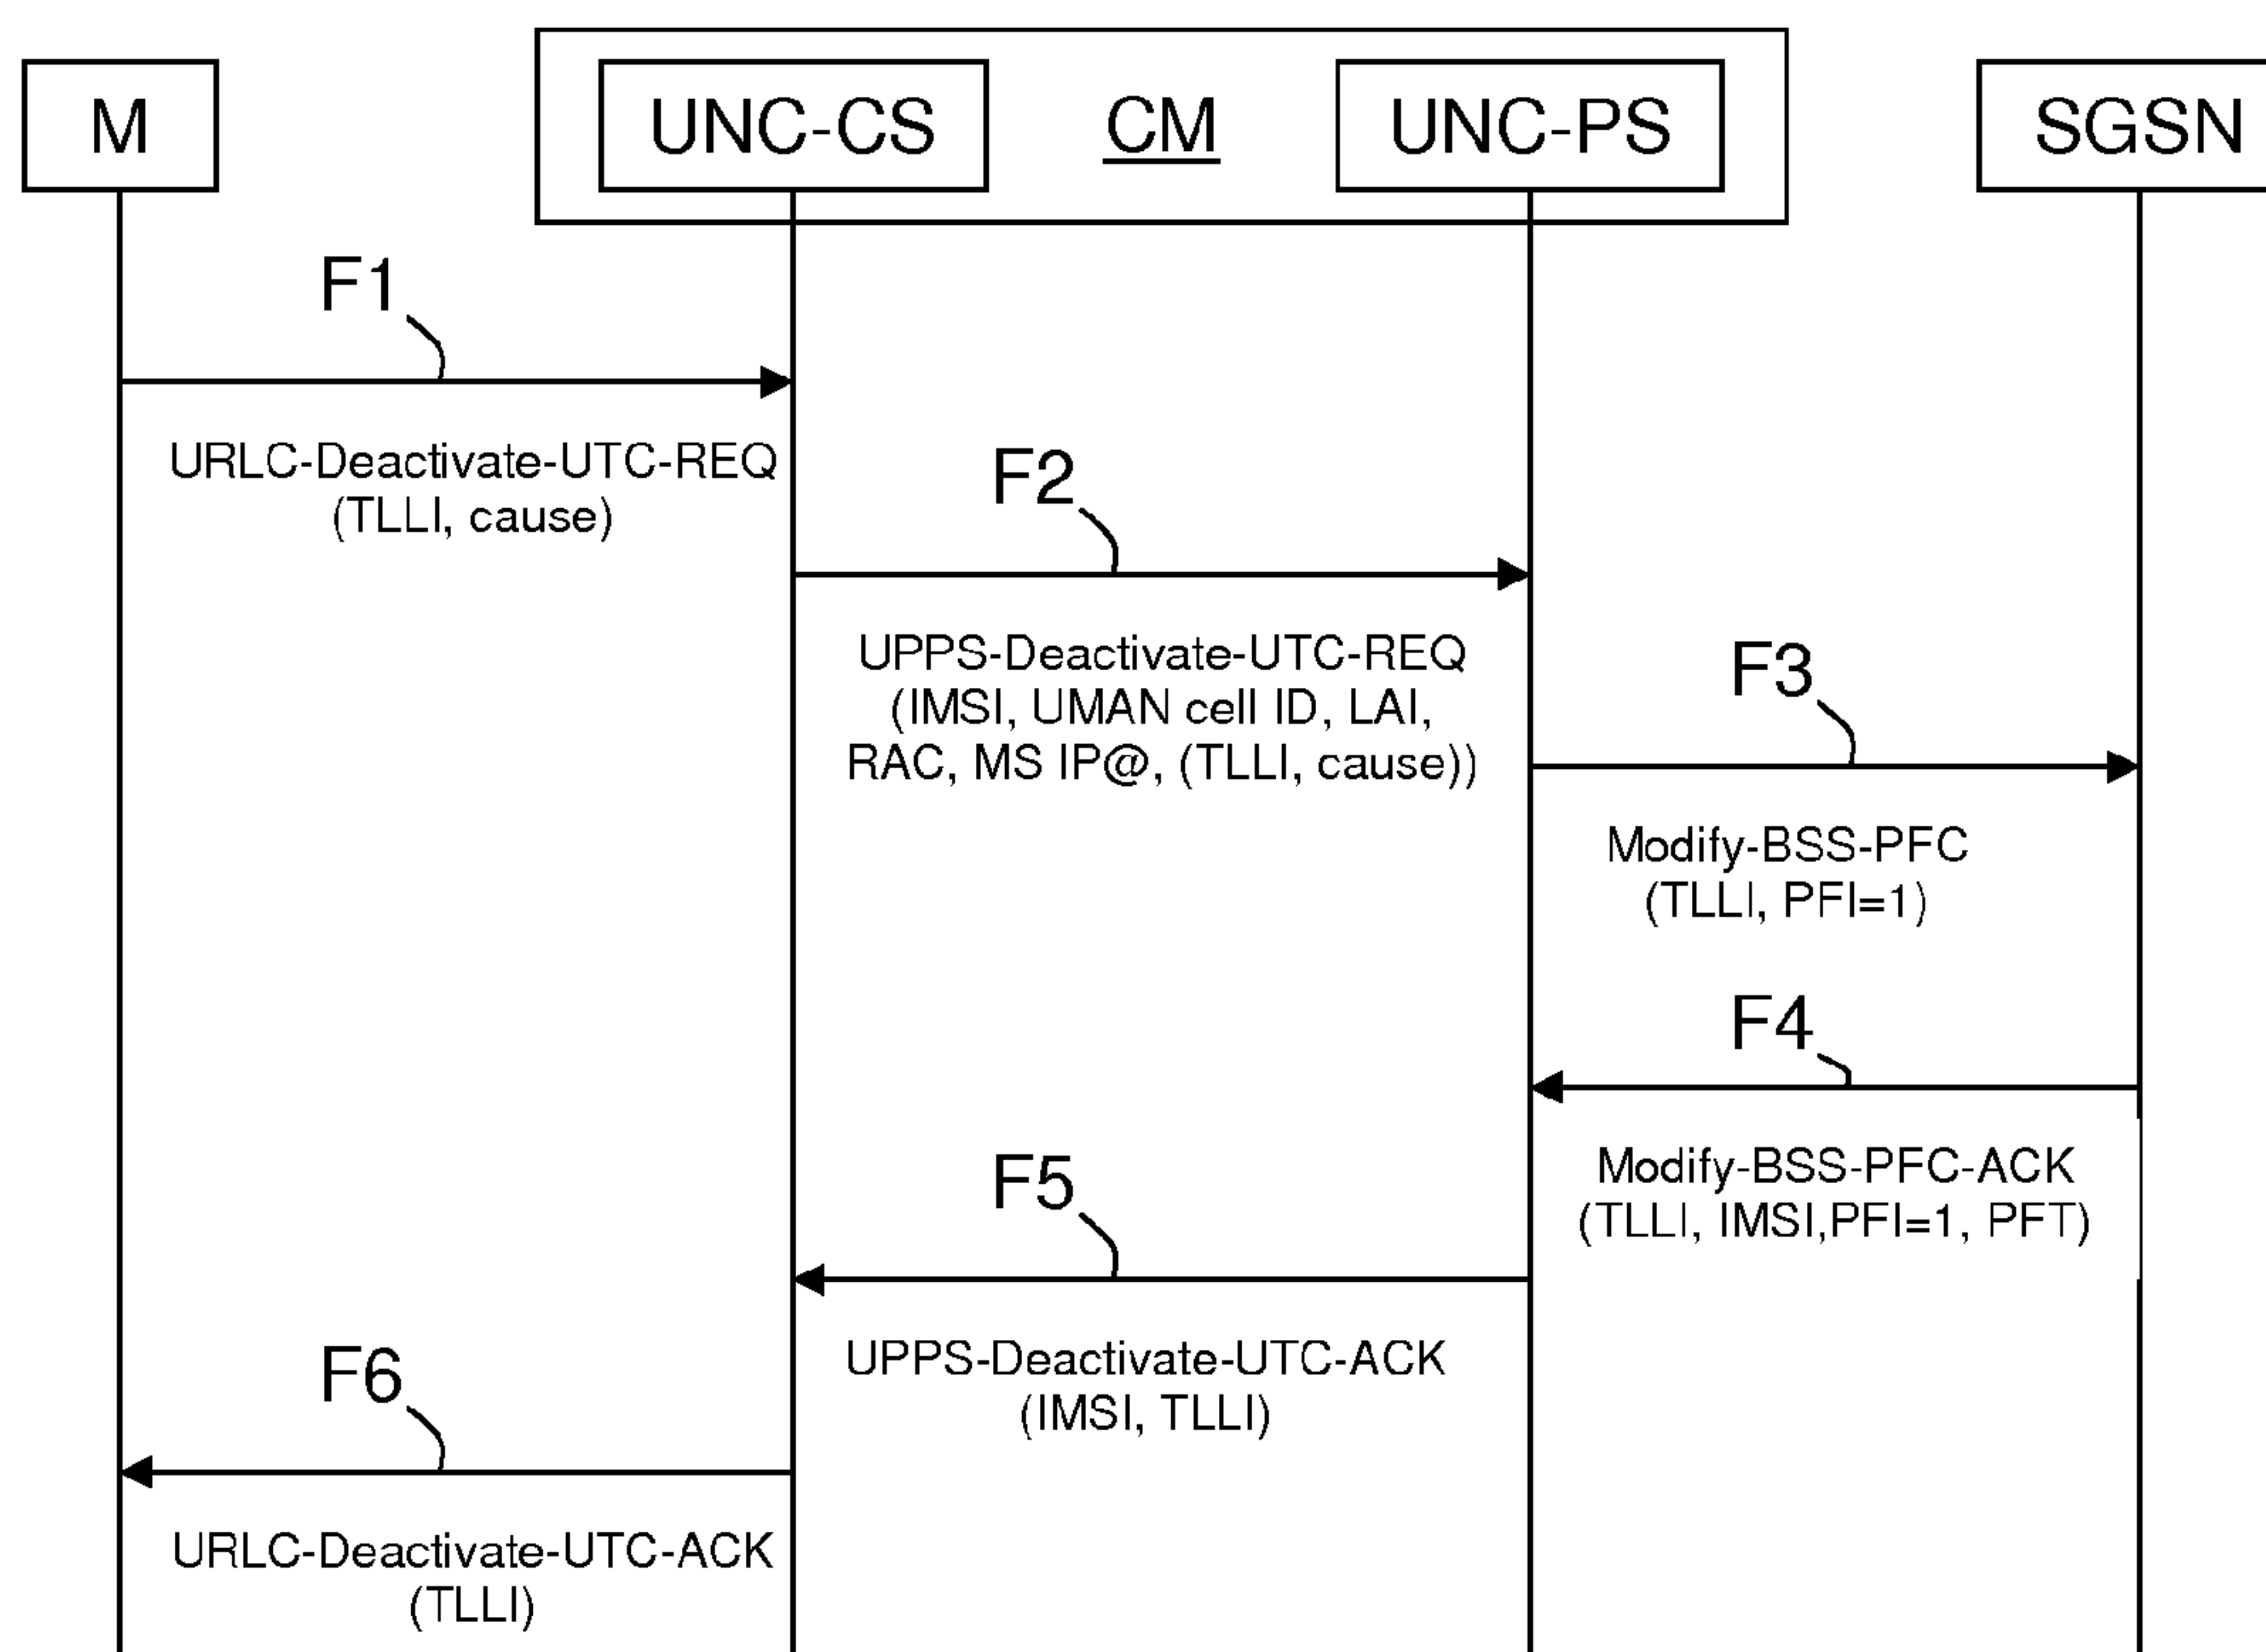 M
UNC-CS
CM
UNC-PS
SGSN
F1
URLC-Deactivate-UTC-REQ
(TLLI, cause)
F2
UPPS-Deactivate-UTC-REQ
(IMSI, UMAN cell ID, LAI,
RAC, MS IP@, (TLLI, cause))
F3
Modify-BSS-PFC
(TLLI, PFI=1)
F4
Modify-BSS-PFC-ACK
(TLLI, IMSI,PFI=1, PFT)
F5
UPPS-Deactivate-UTC-ACK
(IMSI, TLLI)
F6
URLC-Deactivate-UTC-ACK
(TLLI)